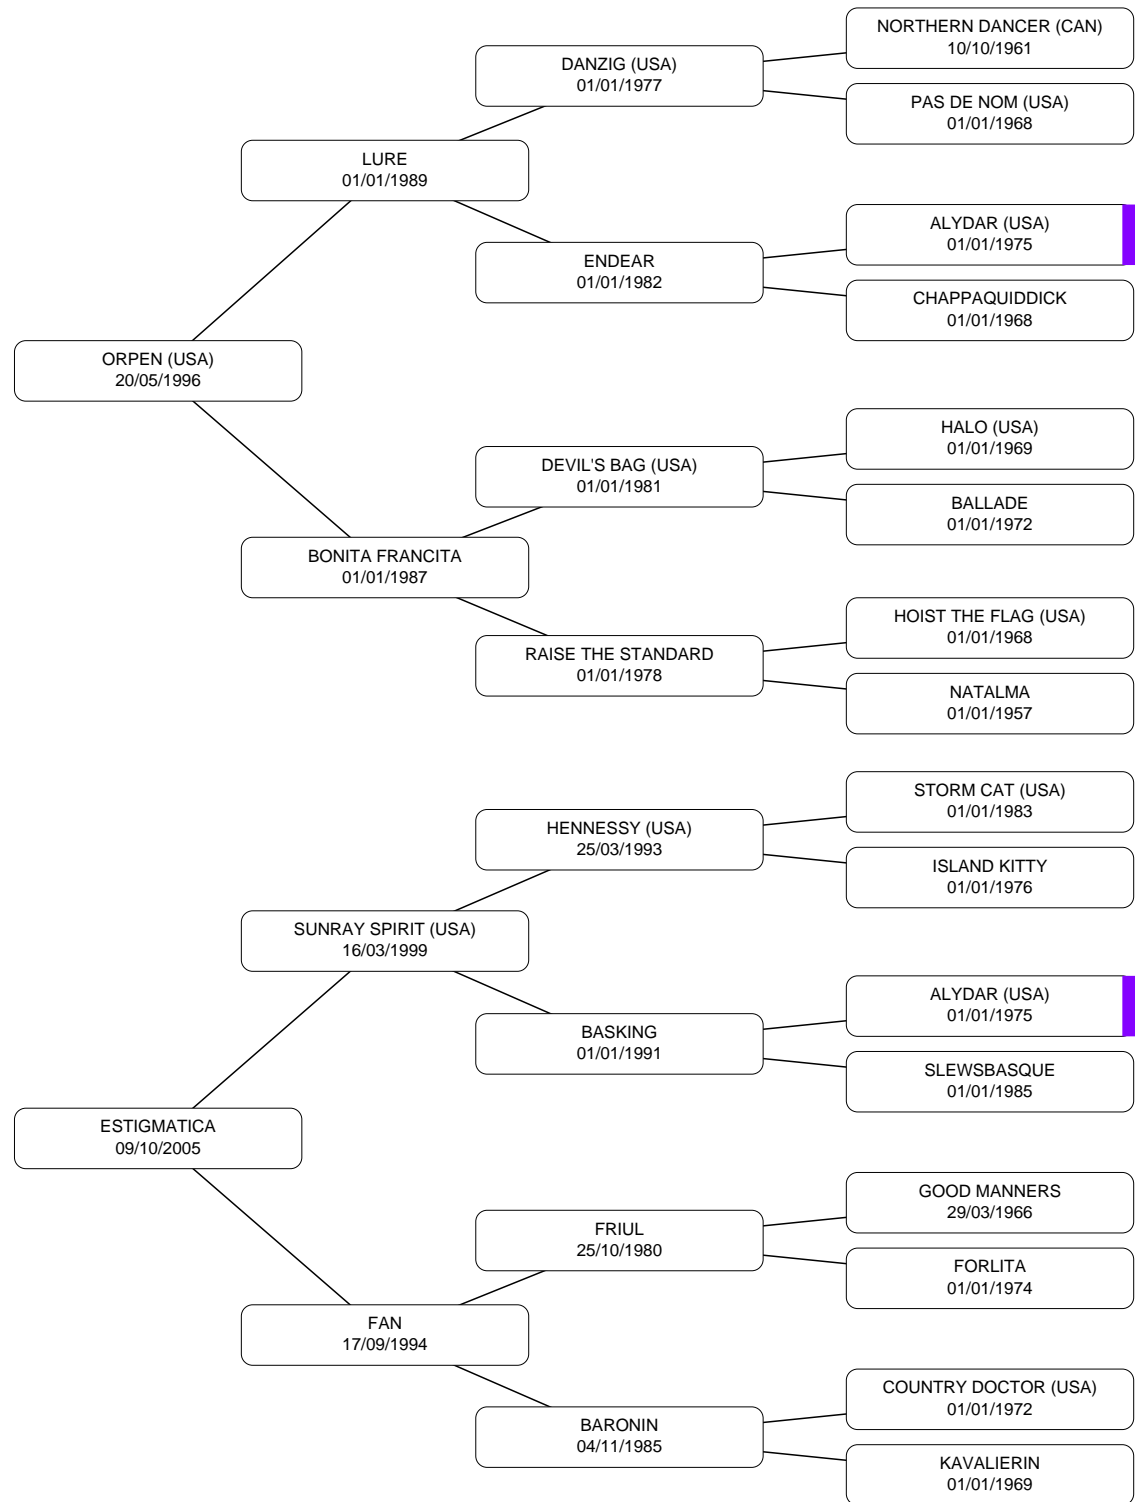 NORTHERN DANCER (CAN)
10/10/1961
DANZIG (USA)
01/01/1977
PAS DE NOM (USA)
01/01/1968
LURE
01/01/1989
ALYDAR (USA)
01/01/1975
ENDEAR
01/01/1982
CHAPPAQUIDDICK
01/01/1968
ORPEN (USA)
20/05/1996
HALO (USA)
01/01/1969
DEVIL'S BAG (USA)
01/01/1981
BALLADE
01/01/1972
BONITA FRANCITA
01/01/1987
HOIST THE FLAG (USA)
01/01/1968
RAISE THE STANDARD
01/01/1978
NATALMA
01/01/1957
STORM CAT (USA)
01/01/1983
HENNESSY (USA)
25/03/1993
ISLAND KITTY
01/01/1976
SUNRAY SPIRIT (USA)
16/03/1999
ALYDAR (USA)
01/01/1975
BASKING
01/01/1991
SLEWSBASQUE
01/01/1985
ESTIGMATICA
09/10/2005
GOOD MANNERS
29/03/1966
FRIUL
25/10/1980
FORLITA
01/01/1974
FAN
17/09/1994
COUNTRY DOCTOR (USA)
01/01/1972
BARONIN
04/11/1985
KAVALIERIN
01/01/1969